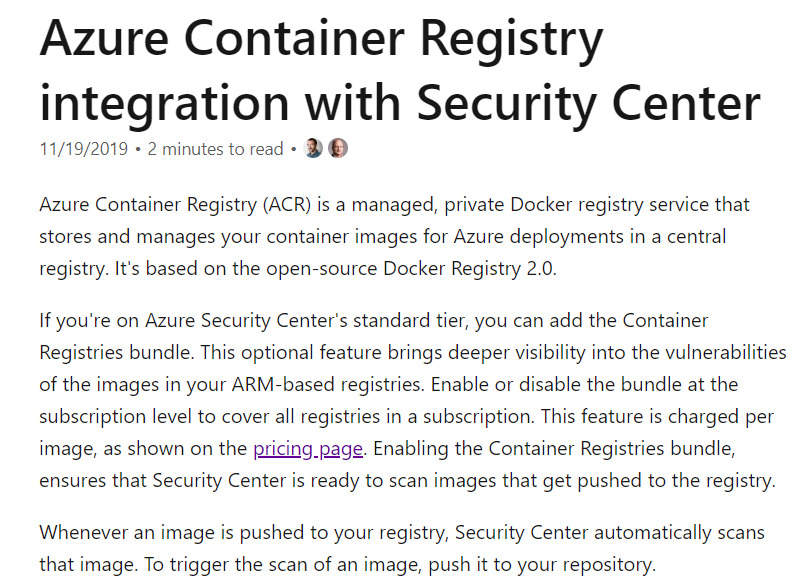 Azure Container Registry
integration with Security Center
11/19/2019 • 2 minutes to read •
Azure Container Registry (ACR) is a managed, private Docker registry service that
stores and manages your container images for Azure deployments in a central
registry. It's based on the open-source Docker Registry 2.0.
If you're on Azure Security Center's standard tier, you can add the Container
Registries bundle. This optional feature brings deeper visibility into the vulnerabilities
of the images in your ARM-based registries. Enable or disable the bundle at the
subscription level to cover all registries in a subscription. This feature is charged per
image, as shown on the pricing page. Enabling the Container Registries bundle,
ensures that Security Center is ready to scan images that get pushed to the registry.
Whenever an image is pushed to your registry, Security Center automatically scans
that image. To trigger the scan of an image, push it to your repository.